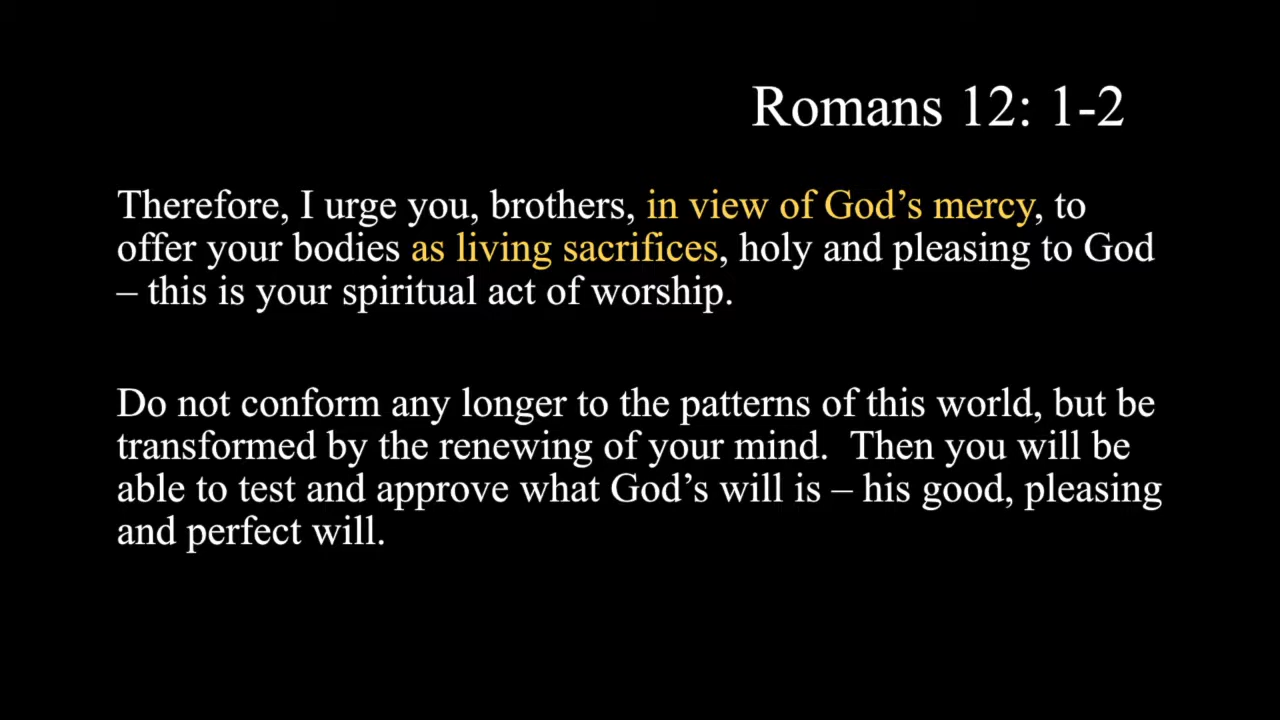 Romans 12: 1-2
Therefore, I urge you, brothers, in view of God’s mercy, to
offer your bodies as living sacrifices, holy and pleasing to God
– this is your spiritual act of worship.
Do not conform any longer to the patterns of this world, but be
transformed by the renewing of your mind.  Then you will be
able to test and approve what God’s will is – his good, pleasing
and perfect will.